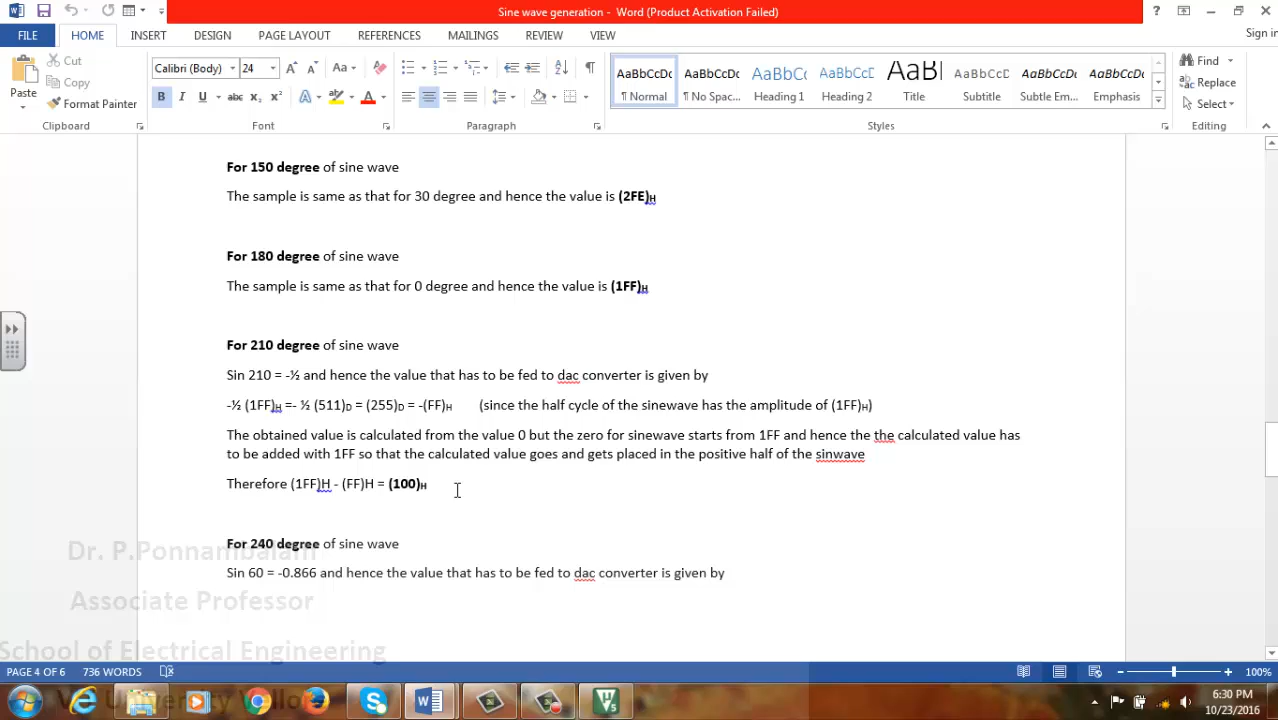 Sine wave generation - Word (Product Activation Failed)
FILE HOME INSERT DESIGN PAGE LAYOUT REFERENCES MAILINGS REVIEW VIEW Sign in
Cut
Copy
Format Painter
Paste
Calibri (Body) 24
AaBbCcDc AaBbCcDc AaBbCc AaBbCcC AaBl AaBbCcC AaBbCcDc AaBbCcDc
¶ Normal ¶ No Spac... Heading 1 Heading 2 Title Subtitle Subtle Em... Emphasis
Find
Replace
Select
Clipboard Font Paragraph Styles Editing
For 150 degree of sine wave
The sample is same as that for 30 degree and hence the value is (2FE)H
For 180 degree of sine wave
The sample is same as that for 0 degree and hence the value is (1FF)H
For 210 degree of sine wave
Sin 210 = -½ and hence the value that has to be fed to dac converter is given by
-½ (1FF)H =- ½ (511)D = (255)D = -(FF)H (since the half cycle of the sinewave has the amplitude of (1FF)H)
The obtained value is calculated from the value 0 but the zero for sinewave starts from 1FF and hence the the calculated value has
to be added with 1FF so that the calculated value goes and gets placed in the positive half of the sinwave
Therefore (1FF)H - (FF)H = (100)H
For 240 degree of sine wave
Sin 60 = -0.866 and hence the value that has to be fed to dac converter is given by
Dr. P.Ponnambalam
Associate Professor
School of Electrical Engineering
PAGE 4 OF 6 736 WORDS 100%
6:30 PM
10/23/2016